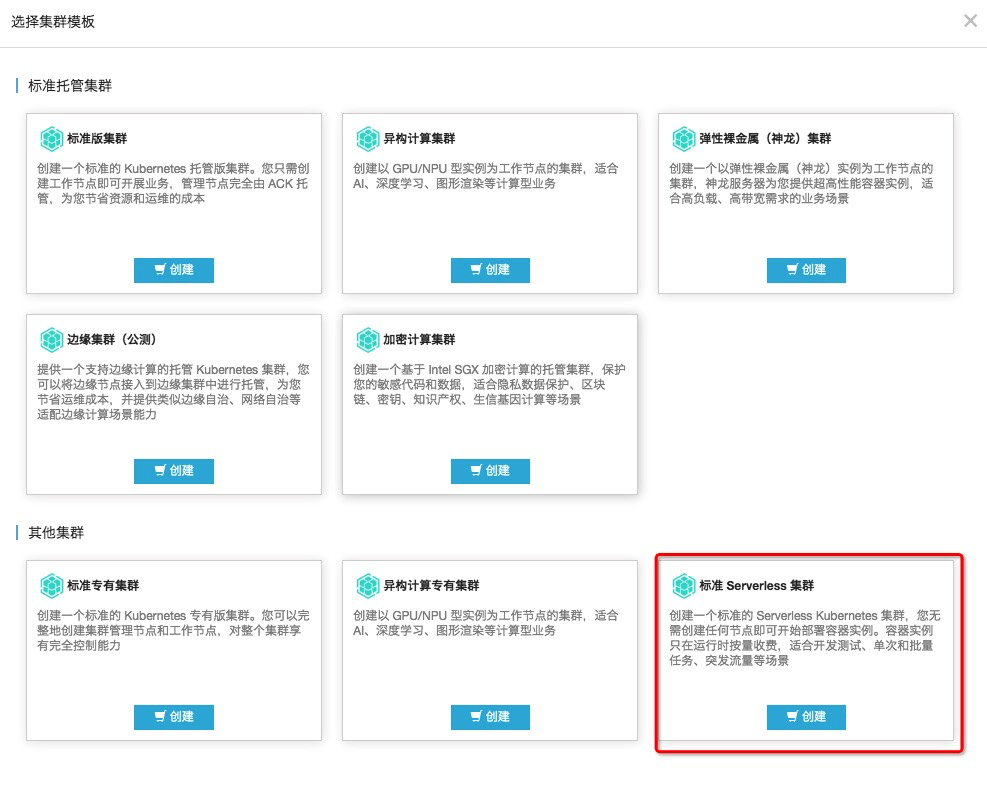 选择集群模板
标准托管集群
标准版集群
创建一个标准的 Kubernetes 托管版集群。您只需创
建工作节点即可开展业务，管理节点完全由 ACK 托
管，为您节省资源和运维的成本
创建
异构计算集群
创建以 GPU/NPU 型实例为工作节点的集群，适合
AI、深度学习、图形渲染等计算型业务
创建
弹性裸金属（神龙）集群
创建一个以弹性裸金属（神龙）实例为工作节点的
集群，神龙服务器为您提供超高性能容器实例，适
合高负载、高带宽需求的业务场景
创建
边缘集群（公测）
提供一个支持边缘计算的托管 Kubernetes 集群，您
可以将边缘节点接入到边缘集群中进行托管，为您
节省运维成本，并提供类似边缘自治、网络自治等
适配边缘计算场景能力
创建
加密计算集群
创建一个基于 Intel SGX 加密计算的托管集群，保护
您的敏感代码和数据，适合隐私数据保护、区块
链、密钥、知识产权、生信基因计算等场景
创建
其他集群
标准专有集群
创建一个标准的 Kubernetes 专有版集群。您可以完
整地创建集群管理节点和工作节点，对整个集群享
有完全控制能力
创建
异构计算专有集群
创建以 GPU/NPU 型实例为工作节点的集群，适合
AI、深度学习、图形渲染等计算型业务
创建
标准 Serverless 集群
创建一个标准的 Serverless Kubernetes 集群，您无
需创建任何节点即可开始部署容器实例。容器实例
只在运行时按量收费，适合开发测试、单次和批量
任务、突发流量等场景
创建